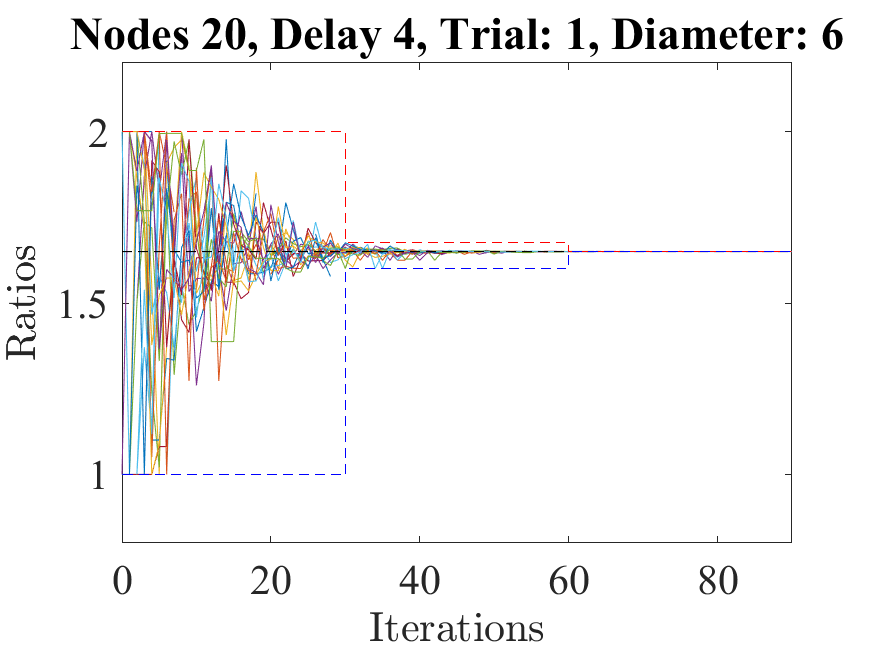 Nodes 20, Delay 4, Trial: 1, Diameter: 6
2
1.5
1
Ratios
0 20 40 60 80
Iterations